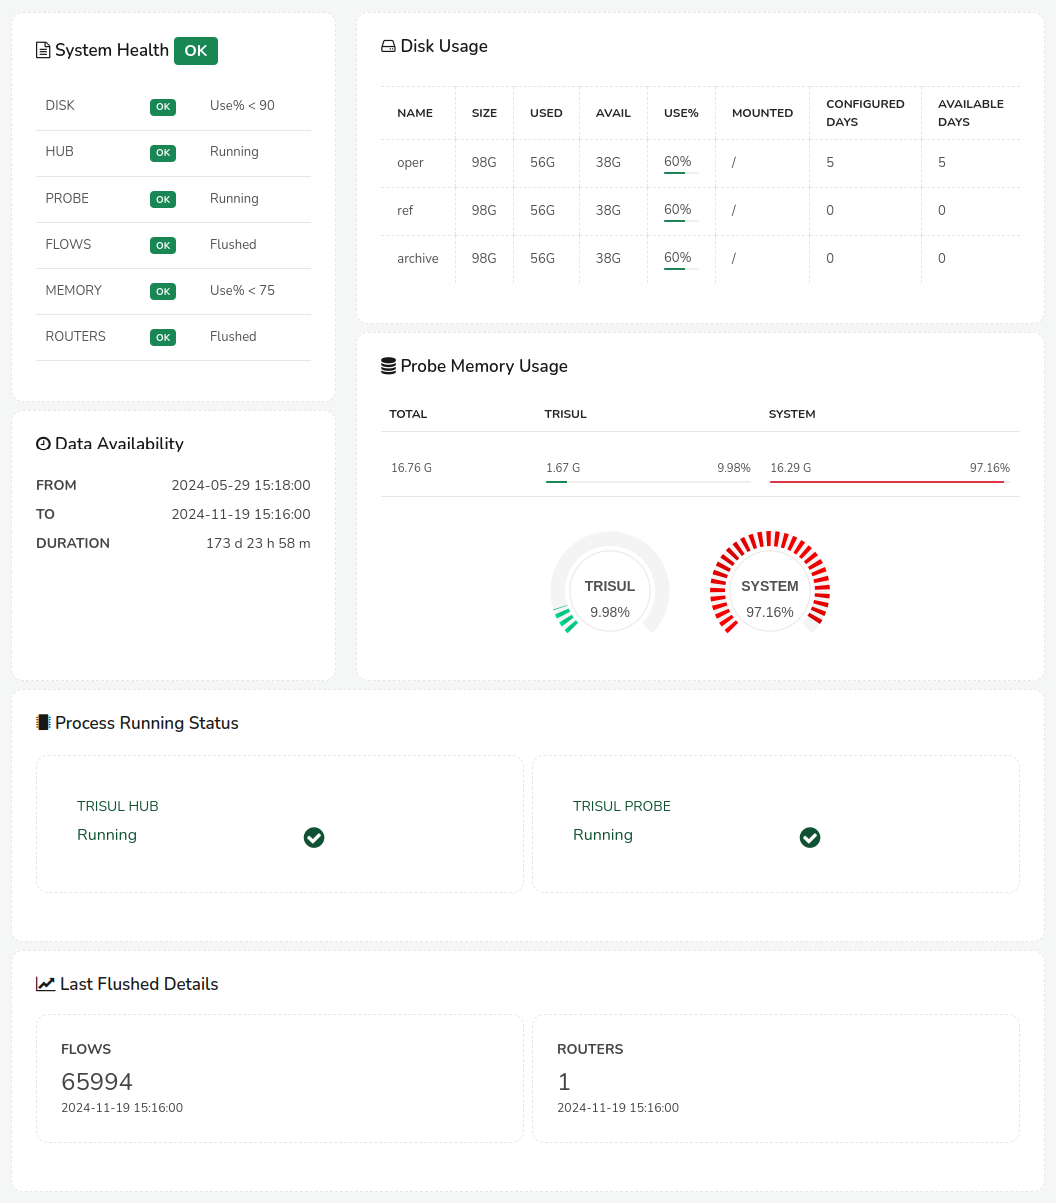 System Health OK
DISK OK Use% < 90
HUB OK Running
PROBE OK Running
FLOWS OK Flushed
MEMORY OK Use% < 75
ROUTERS OK Flushed
Data Availability
FROM 2024-05-29 15:18:00
TO 2024-11-19 15:16:00
DURATION 173 d 23 h 58 m
Disk Usage
NAME SIZE USED AVAIL USE% MOUNTED CONFIGURED DAYS AVAILABLE DAYS
oper 98G 56G 38G 60% / 5 5
ref 98G 56G 38G 60% / 0 0
archive 98G 56G 38G 60% / 0 0
Probe Memory Usage
TOTAL TRISUL SYSTEM
16.76 G 1.67 G 9.98% 16.29 G 97.16%
TRISUL SYSTEM
9.98% 97.16%
Process Running Status
TRISUL HUB
Running
TRISUL PROBE
Running
Last Flushed Details
FLOWS
65994
2024-11-19 15:16:00
ROUTERS
1
2024-11-19 15:16:00